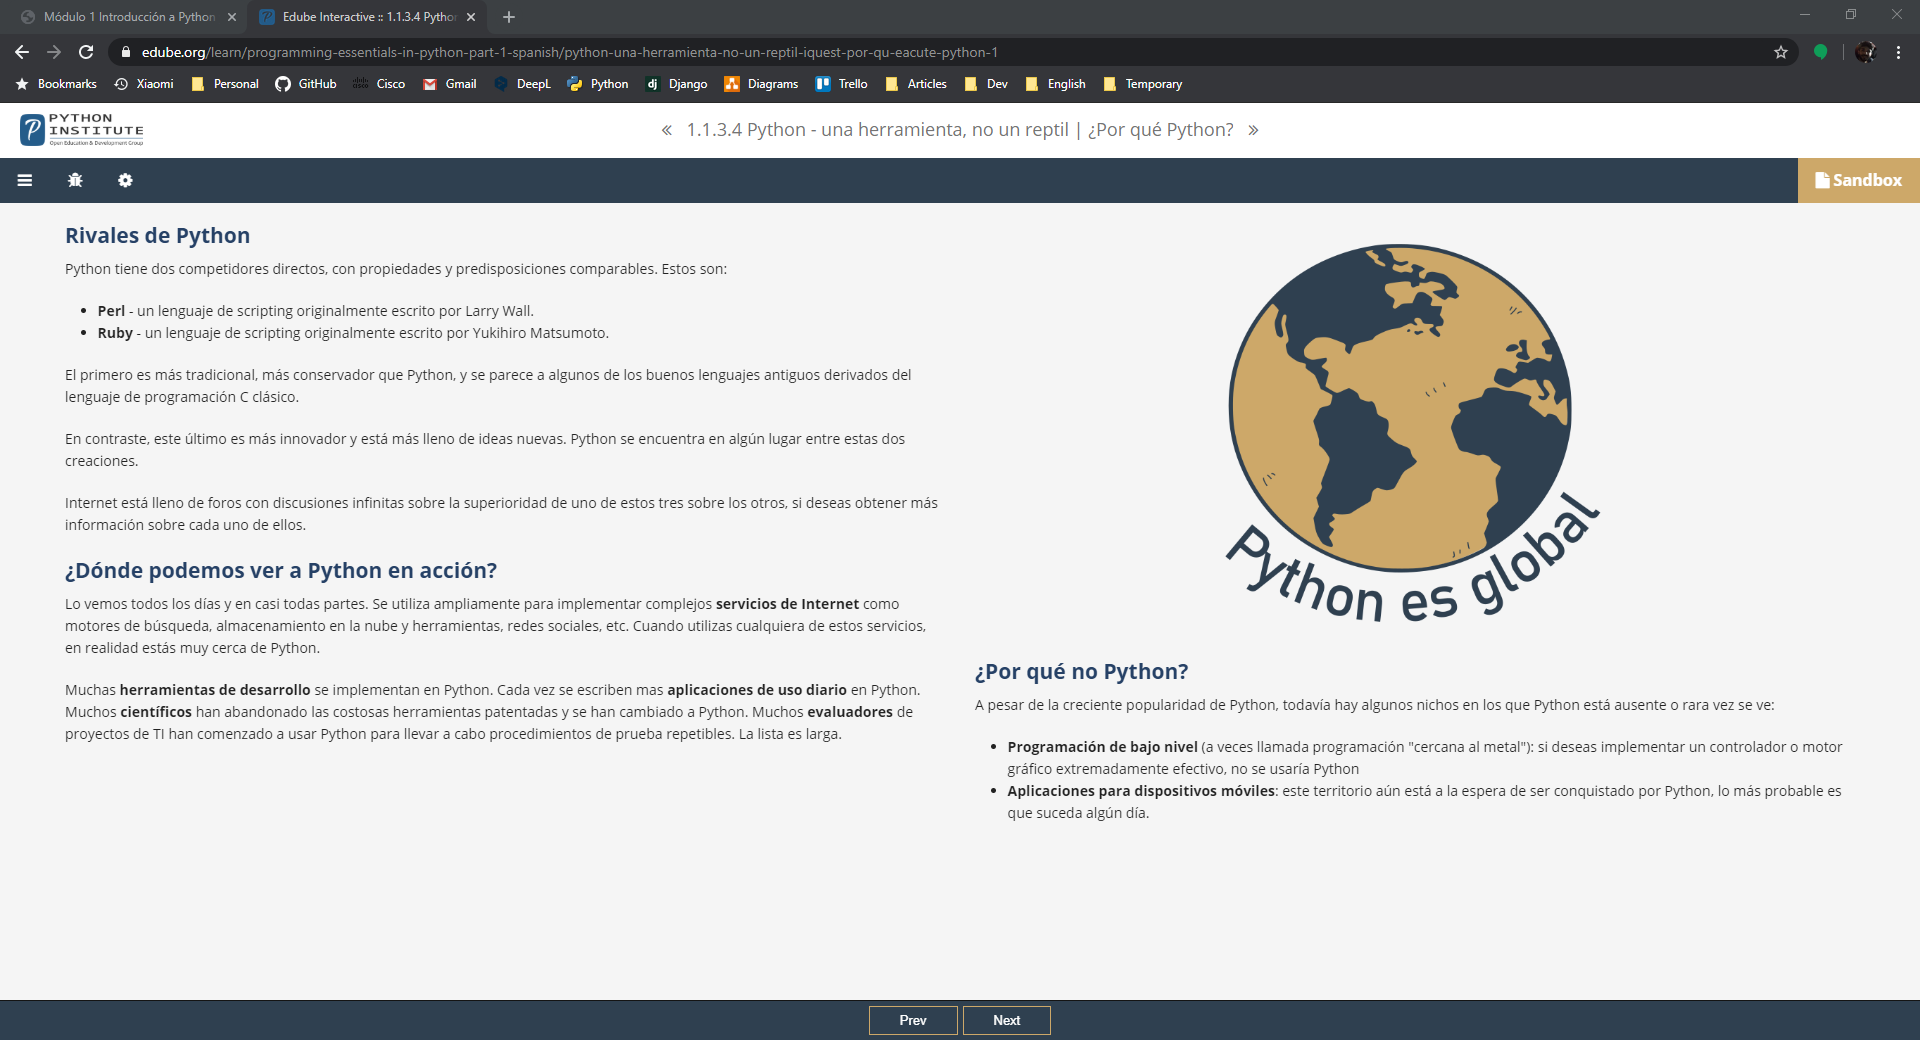 Módulo 1 Introducción a Python
Edube Interactive :: 1.1.3.4 Python
edube.org/learn/programming-essentials-in-python-part-1-spanish/python-una-herramienta-no-un-reptil-iquest-por-qu-eacute-python-1
Bookmarks Xiaomi Personal GitHub Cisco Gmail DeepL Python Django Diagrams Trello Articles Dev English Temporary
PYTHON
INSTITUTE
Open Education & Development Group
« 1.1.3.4 Python - una herramienta, no un reptil | ¿Por qué Python? »
Sandbox
Rivales de Python
Python tiene dos competidores directos, con propiedades y predisposiciones comparables. Estos son:
• Perl - un lenguaje de scripting originalmente escrito por Larry Wall.
• Ruby - un lenguaje de scripting originalmente escrito por Yukihiro Matsumoto.
El primero es más tradicional, más conservador que Python, y se parece a algunos de los buenos lenguajes antiguos derivados del
lenguaje de programación C clásico.
En contraste, este último es más innovador y está más lleno de ideas nuevas. Python se encuentra en algún lugar entre estas dos
creaciones.
Internet está lleno de foros con discusiones infinitas sobre la superioridad de uno de estos tres sobre los otros, si deseas obtener más
información sobre cada uno de ellos.
¿Dónde podemos ver a Python en acción?
Lo vemos todos los días y en casi todas partes. Se utiliza ampliamente para implementar complejos servicios de Internet como
motores de búsqueda, almacenamiento en la nube y herramientas, redes sociales, etc. Cuando utilizas cualquiera de estos servicios,
en realidad estás muy cerca de Python.
Muchas herramientas de desarrollo se implementan en Python. Cada vez se escriben mas aplicaciones de uso diario en Python.
Muchos científicos han abandonado las costosas herramientas patentadas y se han cambiado a Python. Muchos evaluadores de
proyectos de TI han comenzado a usar Python para llevar a cabo procedimientos de prueba repetibles. La lista es larga.
Python es global
¿Por qué no Python?
A pesar de la creciente popularidad de Python, todavía hay algunos nichos en los que Python está ausente o rara vez se ve:
• Programación de bajo nivel (a veces llamada programación "cercana al metal"): si deseas implementar un controlador o motor
gráfico extremadamente efectivo, no se usaría Python
• Aplicaciones para dispositivos móviles: este territorio aún está a la espera de ser conquistado por Python, lo más probable es
que suceda algún día.
Prev
Next